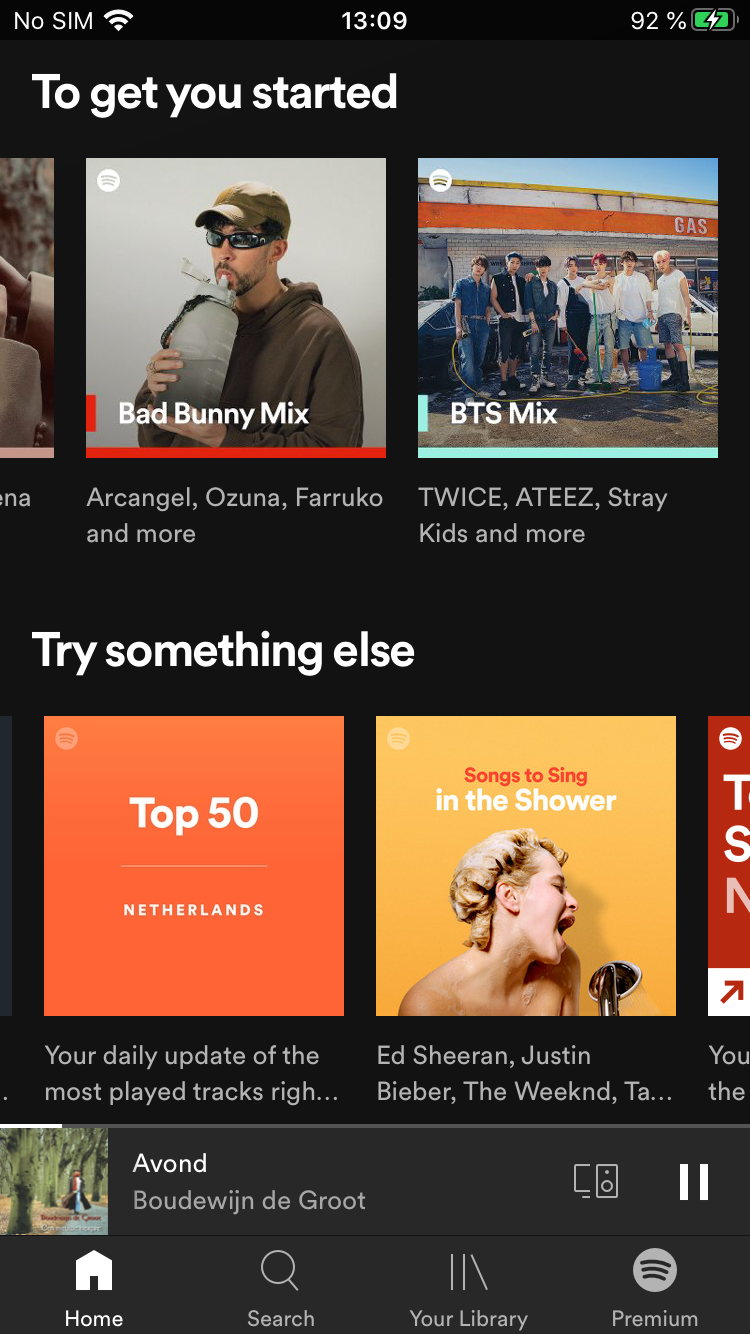 No SIM 13:09 92 %
To get you started
GAS
Bad Bunny Mix
BTS Mix
Arcangel, Ozuna, Farruko
and more
TWICE, ATEEZ, Stray
Kids and more
Try something else
Top 50
NETHERLANDS
Songs to Sing
in the Shower
Your daily update of the
most played tracks righ...
Ed Sheeran, Justin
Bieber, The Weeknd, Ta...
You
the
Avond
Boudewijn de Groot
Boudewijn de Groot
Home
Search
Your Library
Premium